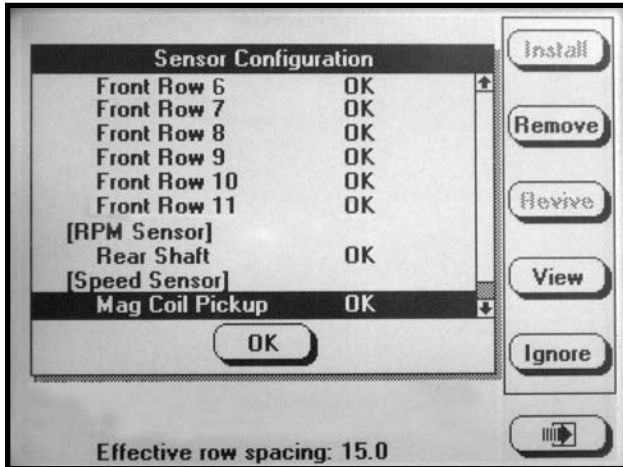 Sensor Configuration
Front Row 6 OK
Front Row 7 OK
Front Row 8 OK
Front Row 9 OK
Front Row 10 OK
Front Row 11 OK
[RPM Sensor]
Rear Shaft OK
[Speed Sensor]
Mag Coil Pickup OK
OK
Effective row spacing: 15.0
Install
Remove
Revive
View
Ignore